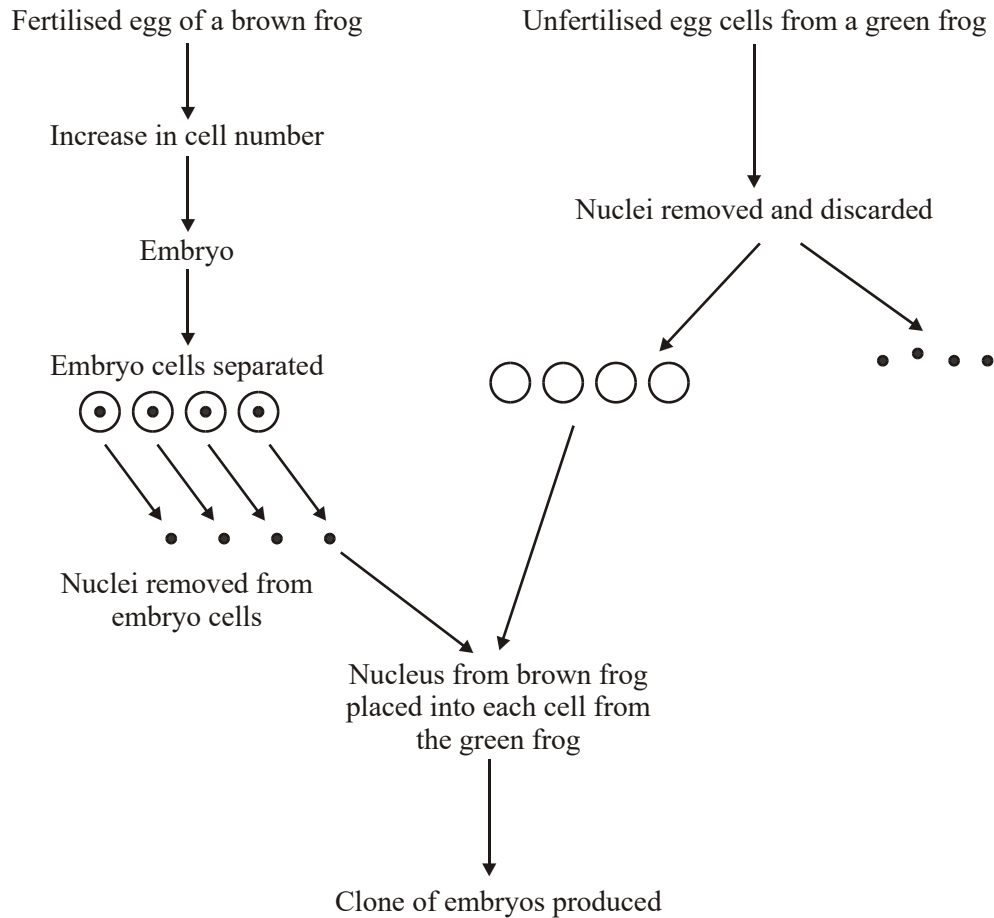 Fertilised egg of a brown frog
Unfertilised egg cells from a green frog
Increase in cell number
Nuclei removed and discarded
Embryo
Embryo cells separated
Nuclei removed from
embryo cells
Nucleus from brown frog
placed into each cell from
the green frog
Clone of embryos produced